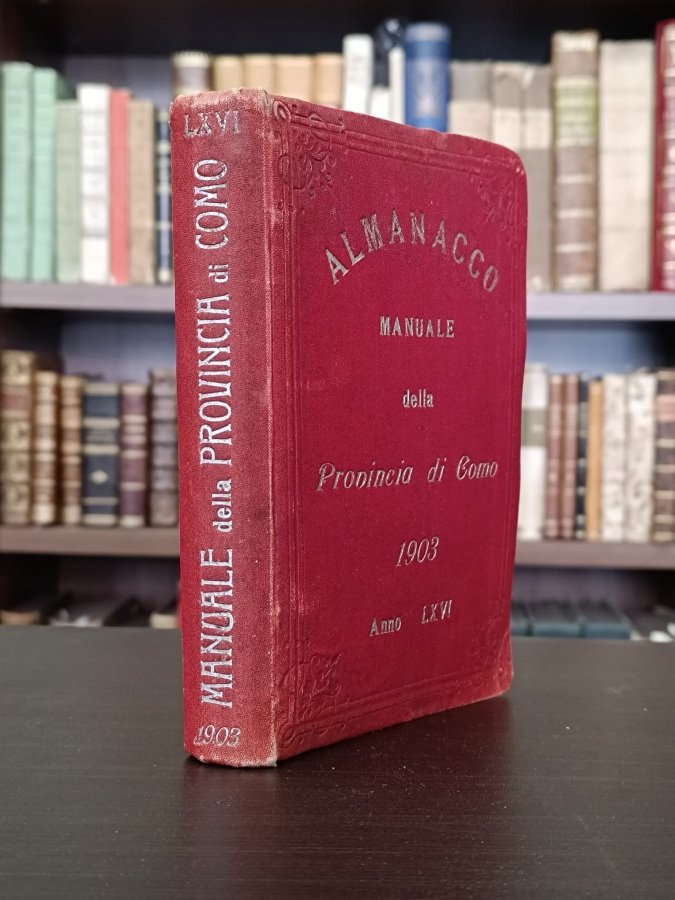 LXVI
MANUALE della PROVINCIA di COMO
1903
ALMANACCO
MANUALE
della
Provincia di Como
1903
Anno LXVI